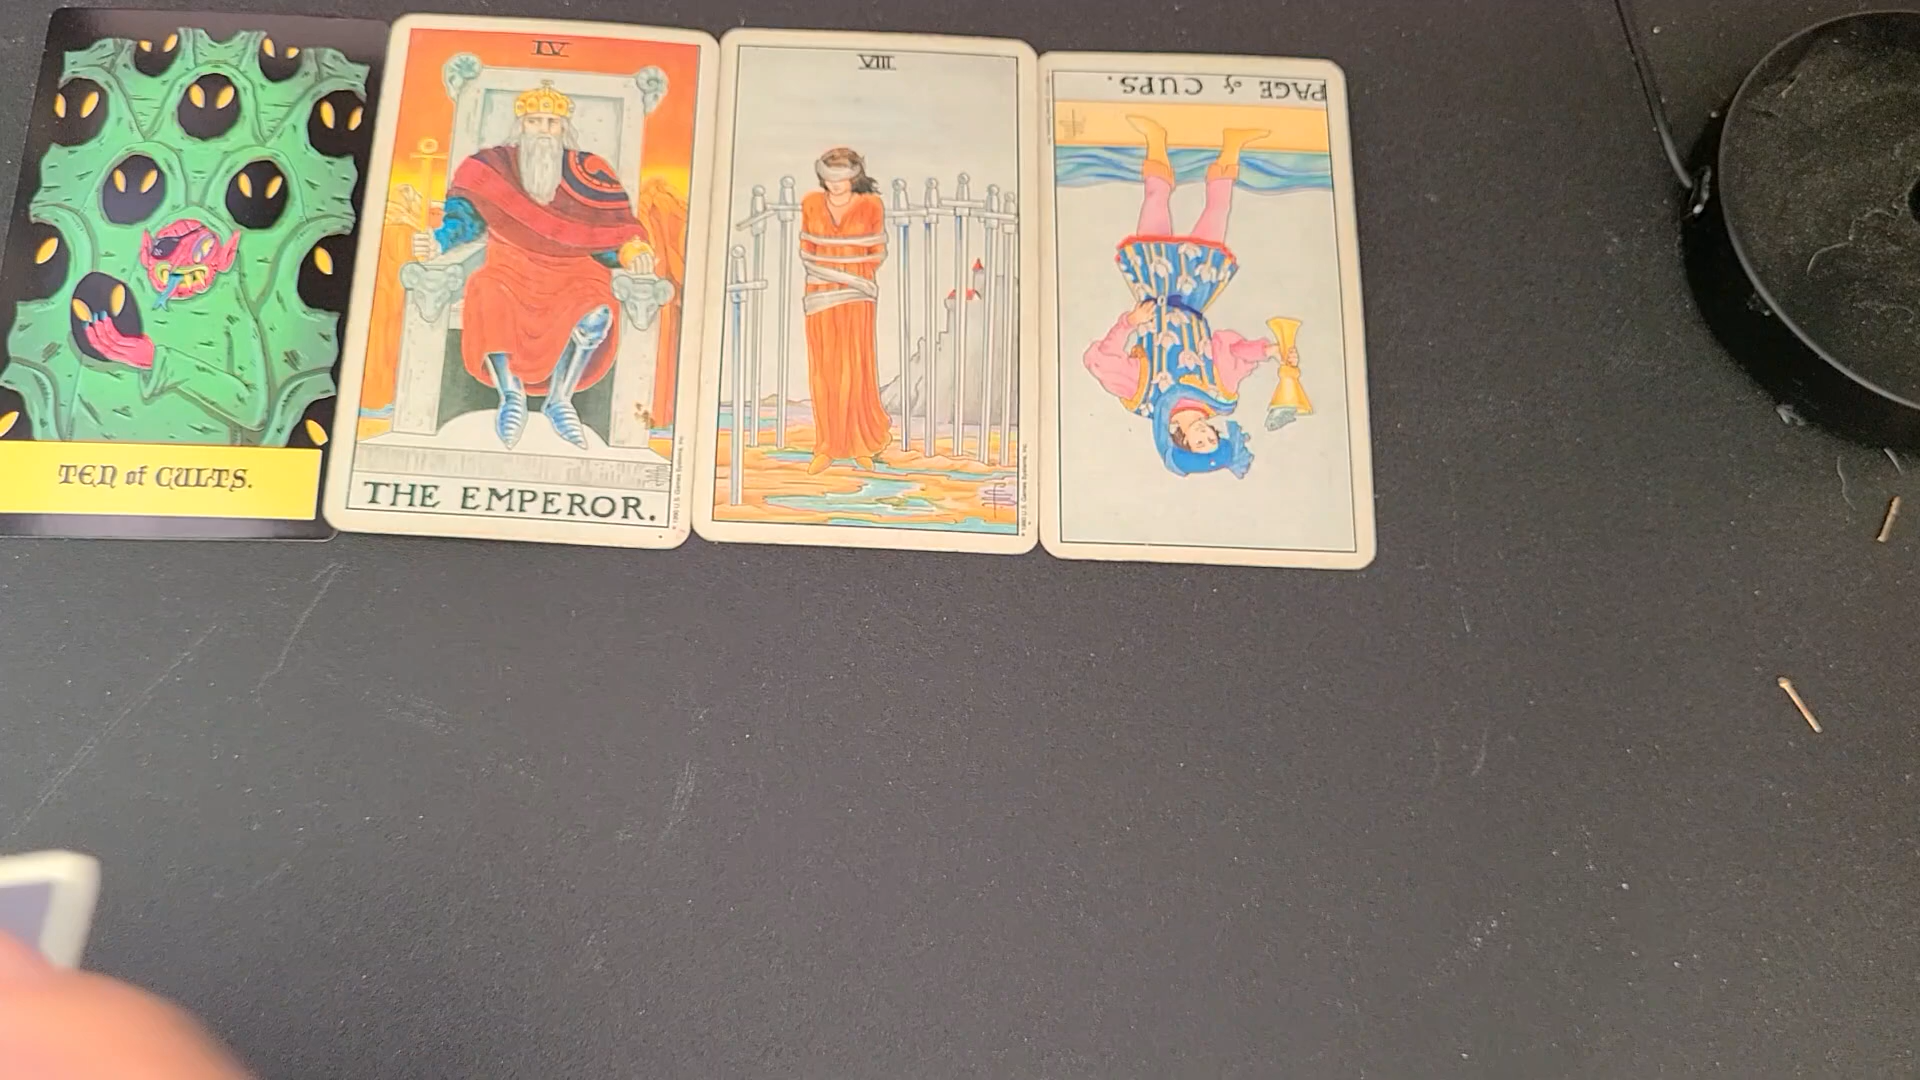 TEN of CULTS.
IV
THE EMPEROR.
VIII
PAGE of CUPS.